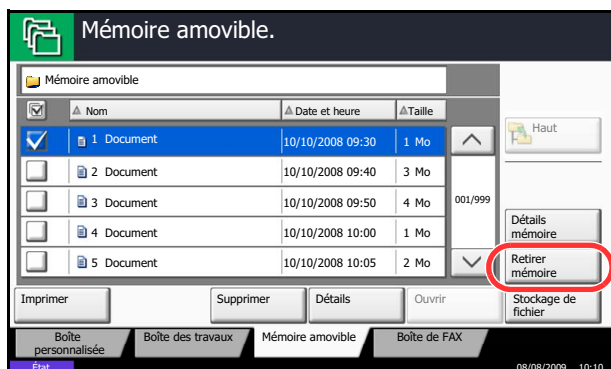 Mémoire amovible.
Mémoire amovible
Nom Date et heure Taille
1 Document 10/10/2008 09:30 1 Mo
Haut
2 Document 10/10/2008 09:40 3 Mo
3 Document 10/10/2008 09:50 4 Mo
001/999
4 Document 10/10/2008 10:00 1 Mo
Détails
mémoire
5 Document 10/10/2008 10:05 2 Mo
Retirer
mémoire
Imprimer Supprimer Détails Ouvrir
Stockage de
fichier
Boîte
personnalisée
Boîte des travaux
Mémoire amovible
Boîte de FAX
État 08/08/2009 10:10